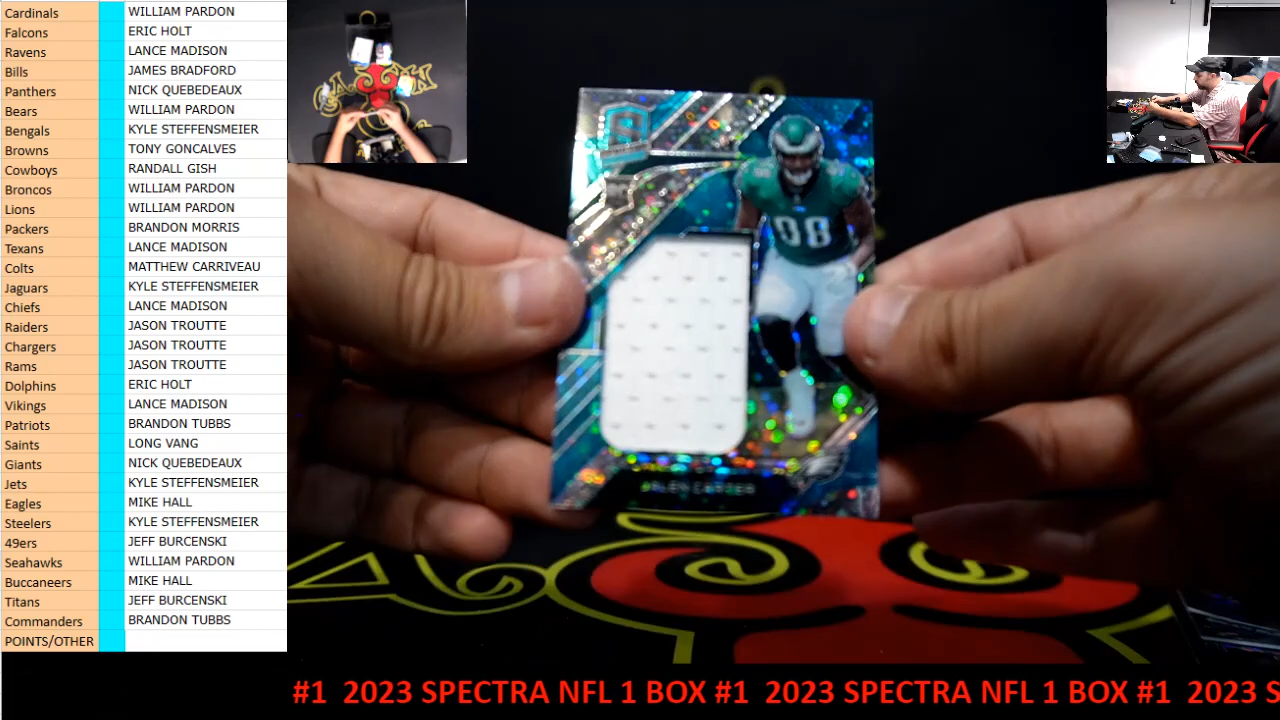 Cardinals WILLIAM PARDON
Falcons ERIC HOLT
Ravens LANCE MADISON
Bills JAMES BRADFORD
Panthers NICK QUEBEDEAUX
Bears WILLIAM PARDON
Bengals KYLE STEFFENSMEIER
Browns TONY GONCALVES
Cowboys RANDALL GISH
Broncos WILLIAM PARDON
Lions WILLIAM PARDON
Packers BRANDON MORRIS
Texans LANCE MADISON
Colts MATTHEW CARRIVEAU
Jaguars KYLE STEFFENSMEIER
Chiefs LANCE MADISON
Raiders JASON TROUTTE
Chargers JASON TROUTTE
Rams JASON TROUTTE
Dolphins ERIC HOLT
Vikings LANCE MADISON
Patriots BRANDON TUBBS
Saints LONG VANG
Giants NICK QUEBEDEAUX
Jets KYLE STEFFENSMEIER
Eagles MIKE HALL
Steelers KYLE STEFFENSMEIER
49ers JEFF BURCENSKI
Seahawks WILLIAM PARDON
Buccaneers MIKE HALL
Titans JEFF BURCENSKI
Commanders BRANDON TUBBS
POINTS/OTHER
98
JALEN CARTER
#1 2023 SPECTRA NFL 1 BOX #1 2023 SPECTRA NFL 1 BOX #1 2023 S